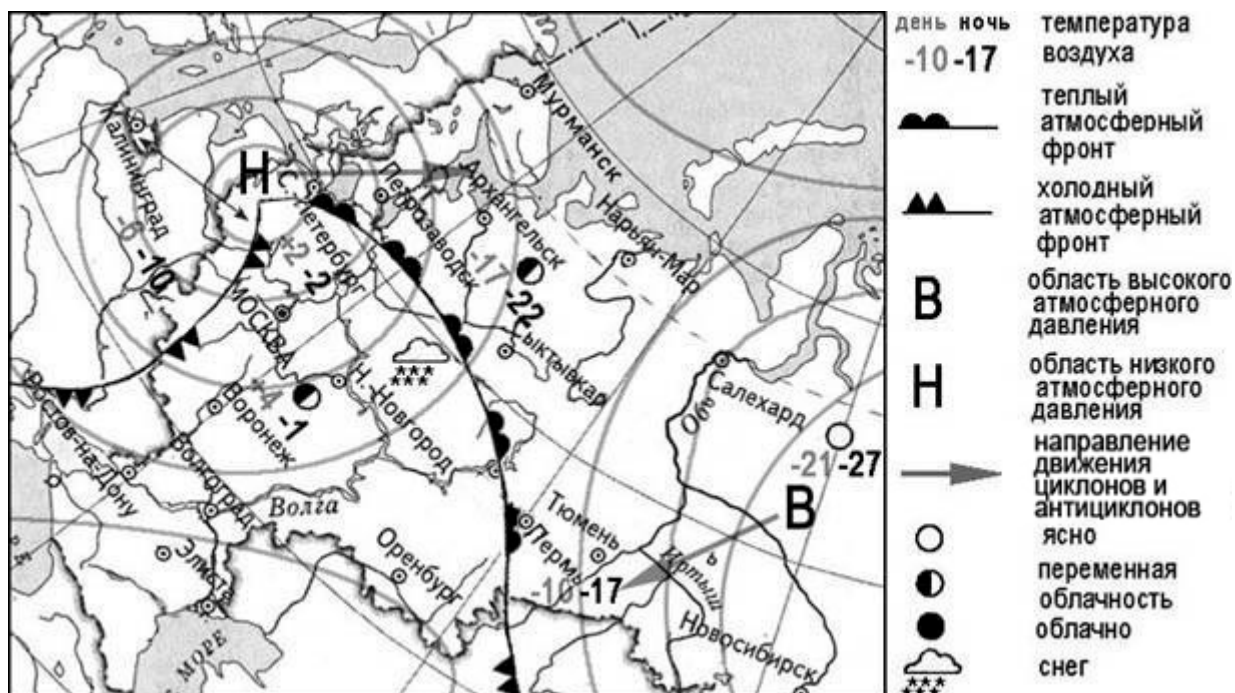 Мурманск
Калининград
-6
-10
Н
С.-Петербург
Петрозаводск
Архангельск
Нарьян-Мар
+2
-2
-17
-22
МОСКВА
Сыктывкар
Салехард
Обь
+4
-1
Н.-Новгород
Воронеж
-21 -27
Ростов-на-Дону
Волгоград
Волга
В
Тюмень
Пермь
Оренбург
Элиста
-10 -17
Иртыш
Новосибирск
МОРЕ
день ночь
-10 -17
температура
воздуха
теплый
атмосферный
фронт
холодный
атмосферный
фронт
В
область высокого
атмосферного
давления
Н
область низкого
атмосферного
давления
направление
движения
циклонов и
антициклонов
ясно
переменная
облачность
облачно
снег